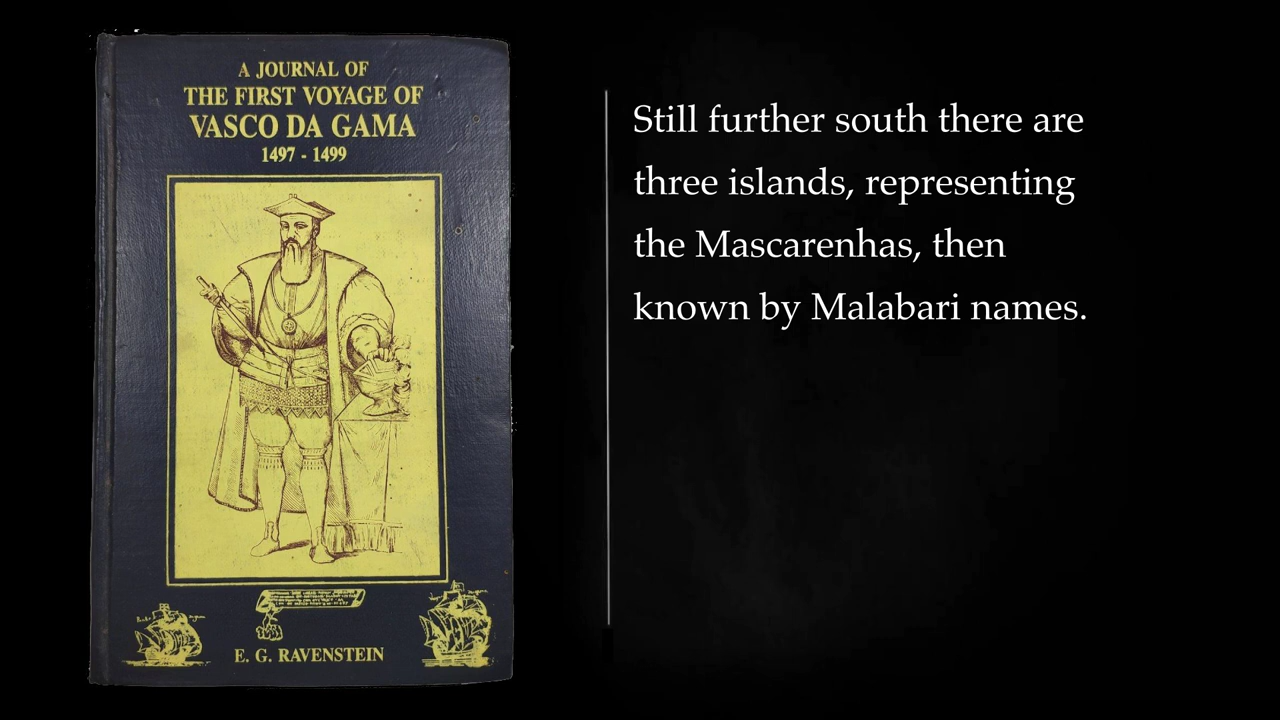 A JOURNAL OF
THE FIRST VOYAGE OF
VASCO DA GAMA
1497 - 1499
E. G. RAVENSTEIN
Still further south there are
three islands, representing
the Mascarenhas, then
known by Malabari names.